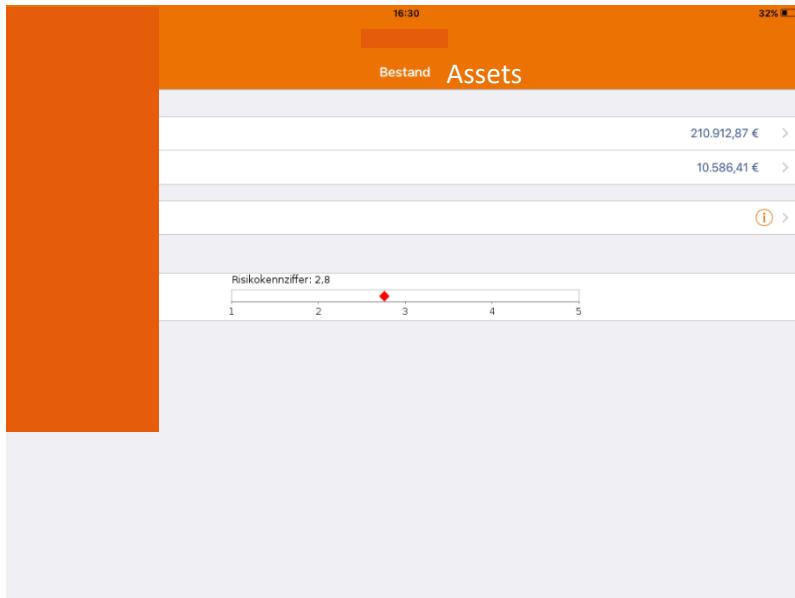 16:30
32%
Bestand Assets
210.912,87 €
10.586,41 €
Risikokennziffer: 2,8
1 2 3 4 5